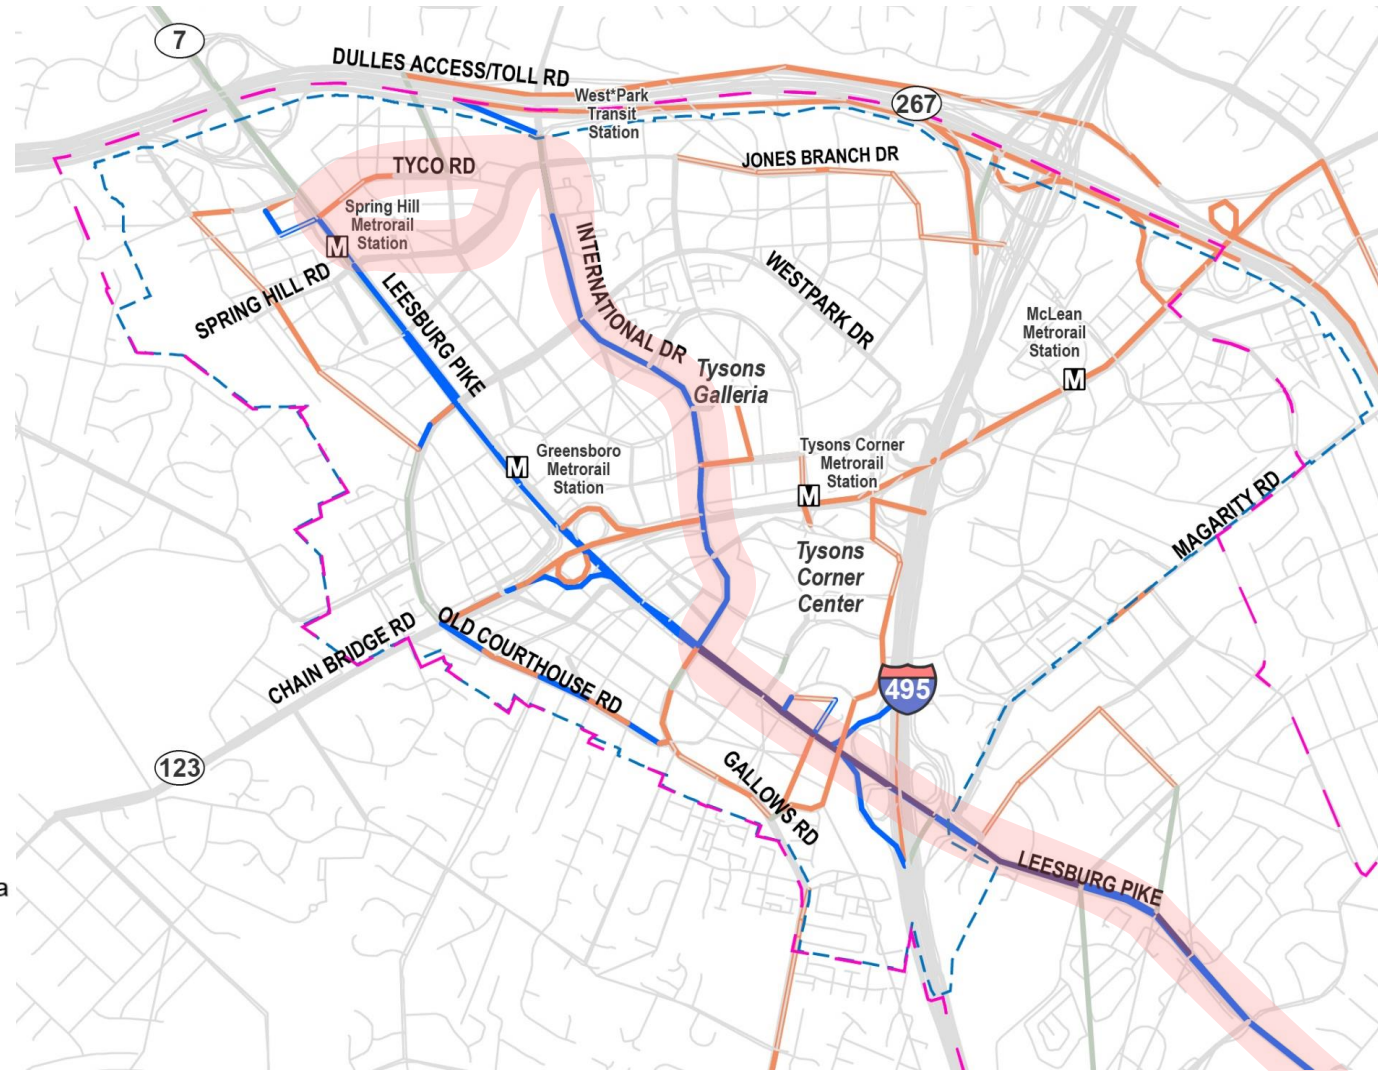 7
DULLES ACCESS/TOLL RD
West*Park
Transit
Station
267
TYCO RD
JONES BRANCH DR
Spring Hill
Metrorail
Station
M
INTERNATIONAL DR
WESTPARK DR
SPRING HILL RD
LEESBURG PIKE
McLean
Metrorail
Station
M
Tysons
Galleria
Greensboro
Metrorail
Station
M
Tysons Corner
Metrorail
Station
M
MAGARITY RD
Tysons
Corner
Center
OLD COURTHOUSE RD
CHAIN BRIDGE RD
495
123
GALLOWS RD
LEESBURG PIKE
a